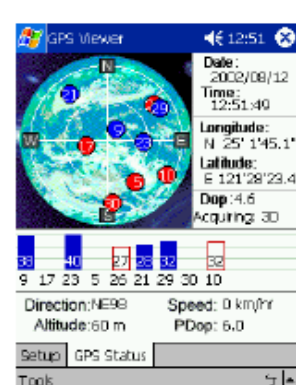 GPS Viewer 12:51
Date:
2002/08/12
Time:
12:51:49
Longitude:
N 25° 1'45.1"
Latitude:
E 121°28'23.4
Dop:4.6
Acquiring: 3D
N
21
29
9
23
W
17
E
5
10
30
S
38 40 27 28 32 32
9 17 23 5 26 21 29 30 10
Direction:NE98 Speed: 0 km/hr
Altitude:60 m PDop: 6.0
Setup GPS Status
Tools